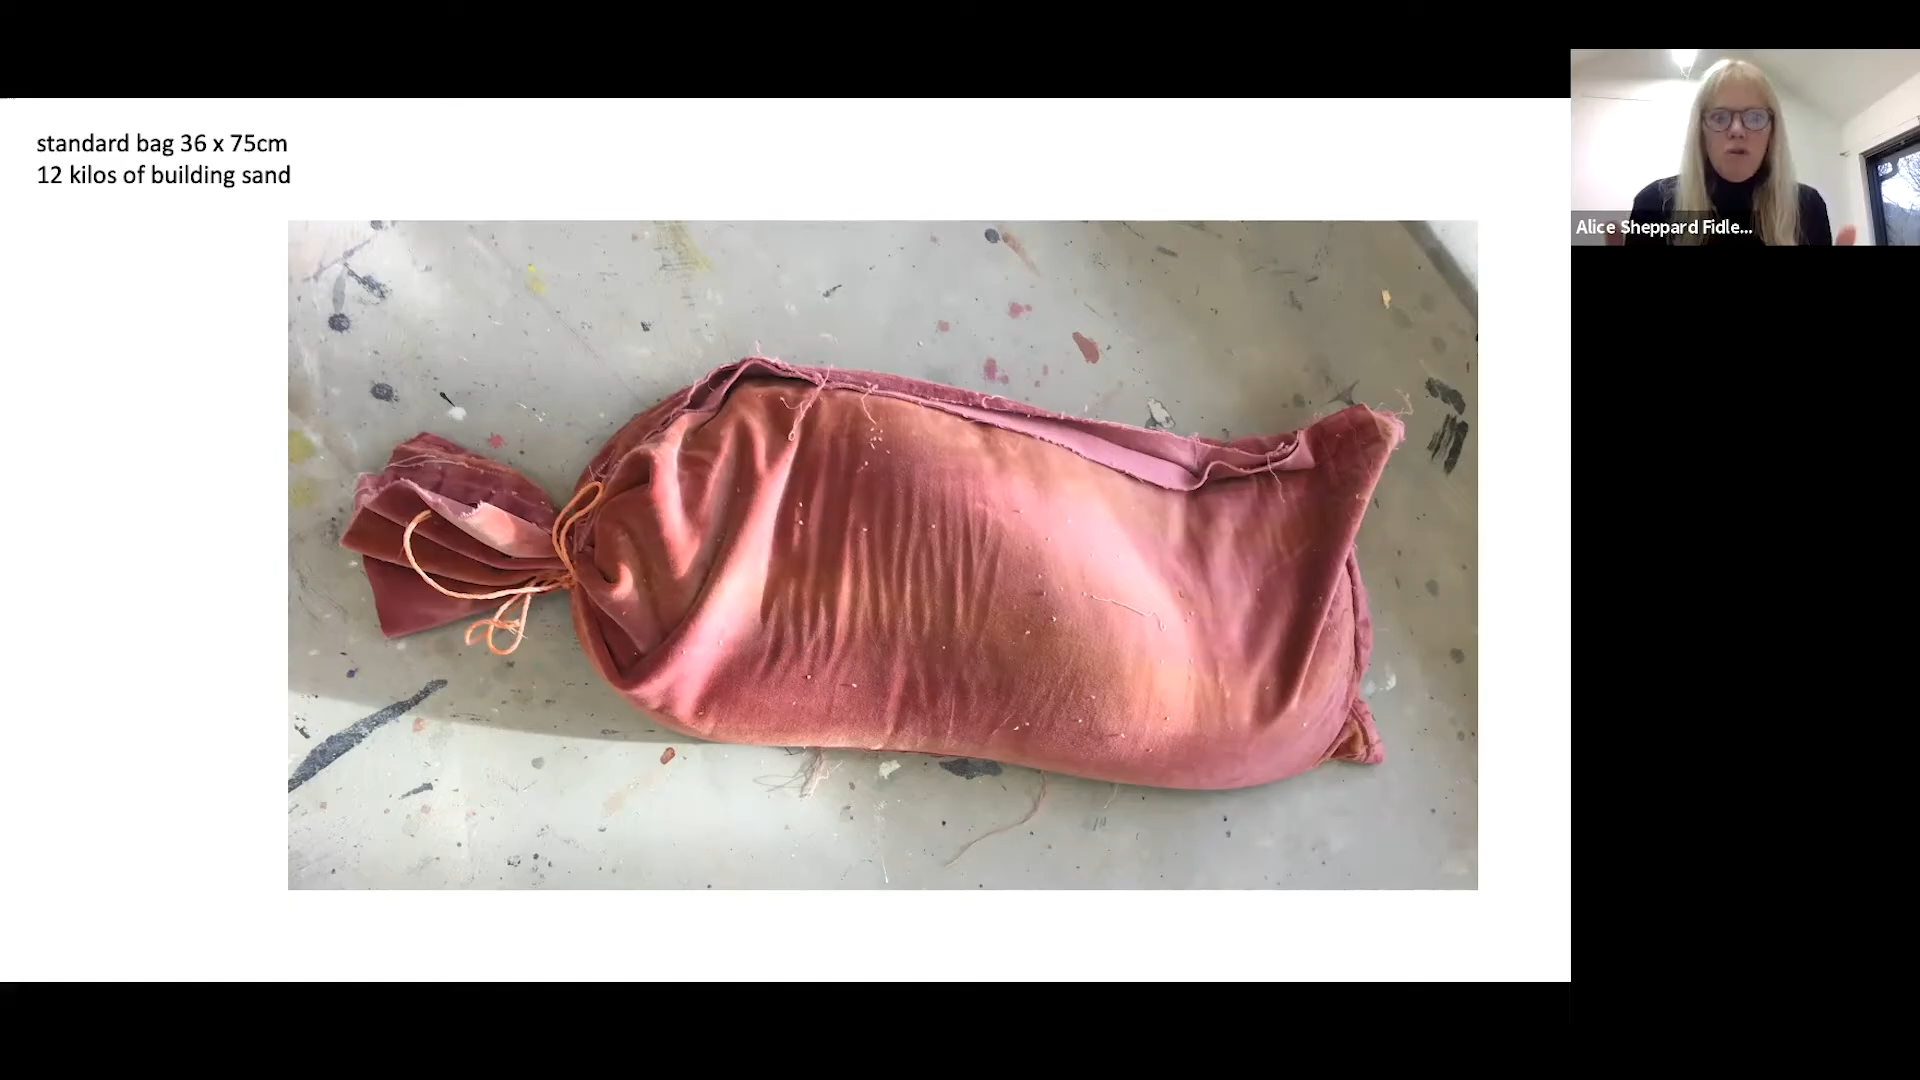 standard bag 36 x 75cm
12 kilos of building sand
Alice Sheppard Fidle...